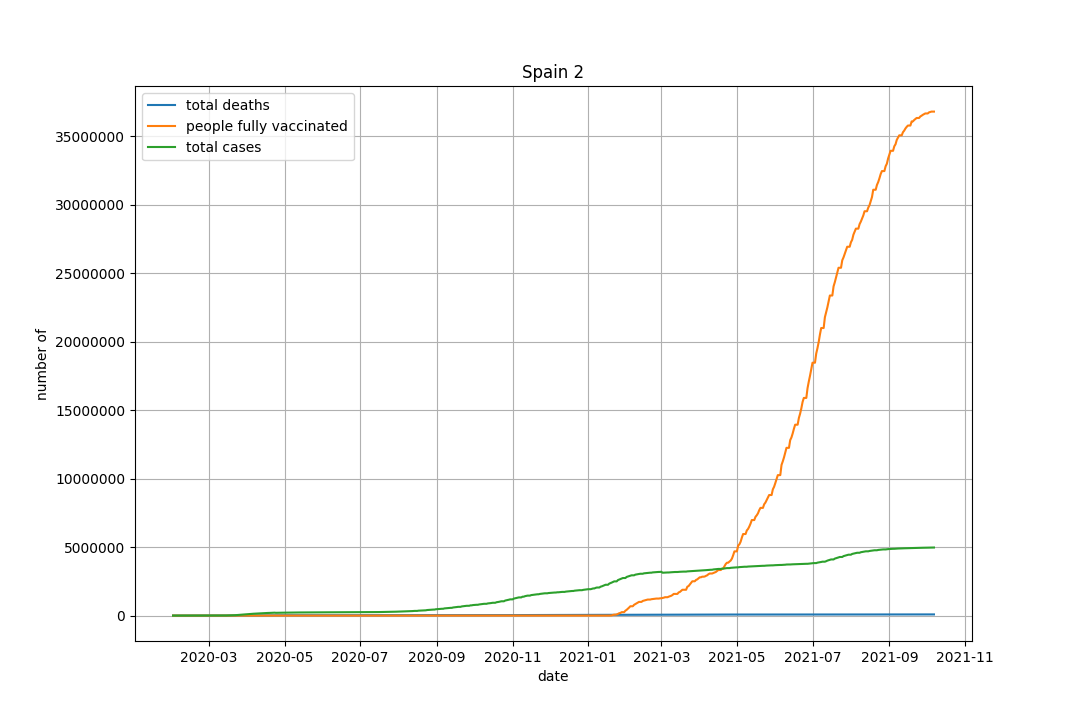 Spain 2
total deaths
people fully vaccinated
total cases
35000000
30000000
25000000
20000000
15000000
10000000
5000000
0
number of
2020-03 2020-05 2020-07 2020-09 2020-11 2021-01 2021-03 2021-05 2021-07 2021-09 2021-11
date